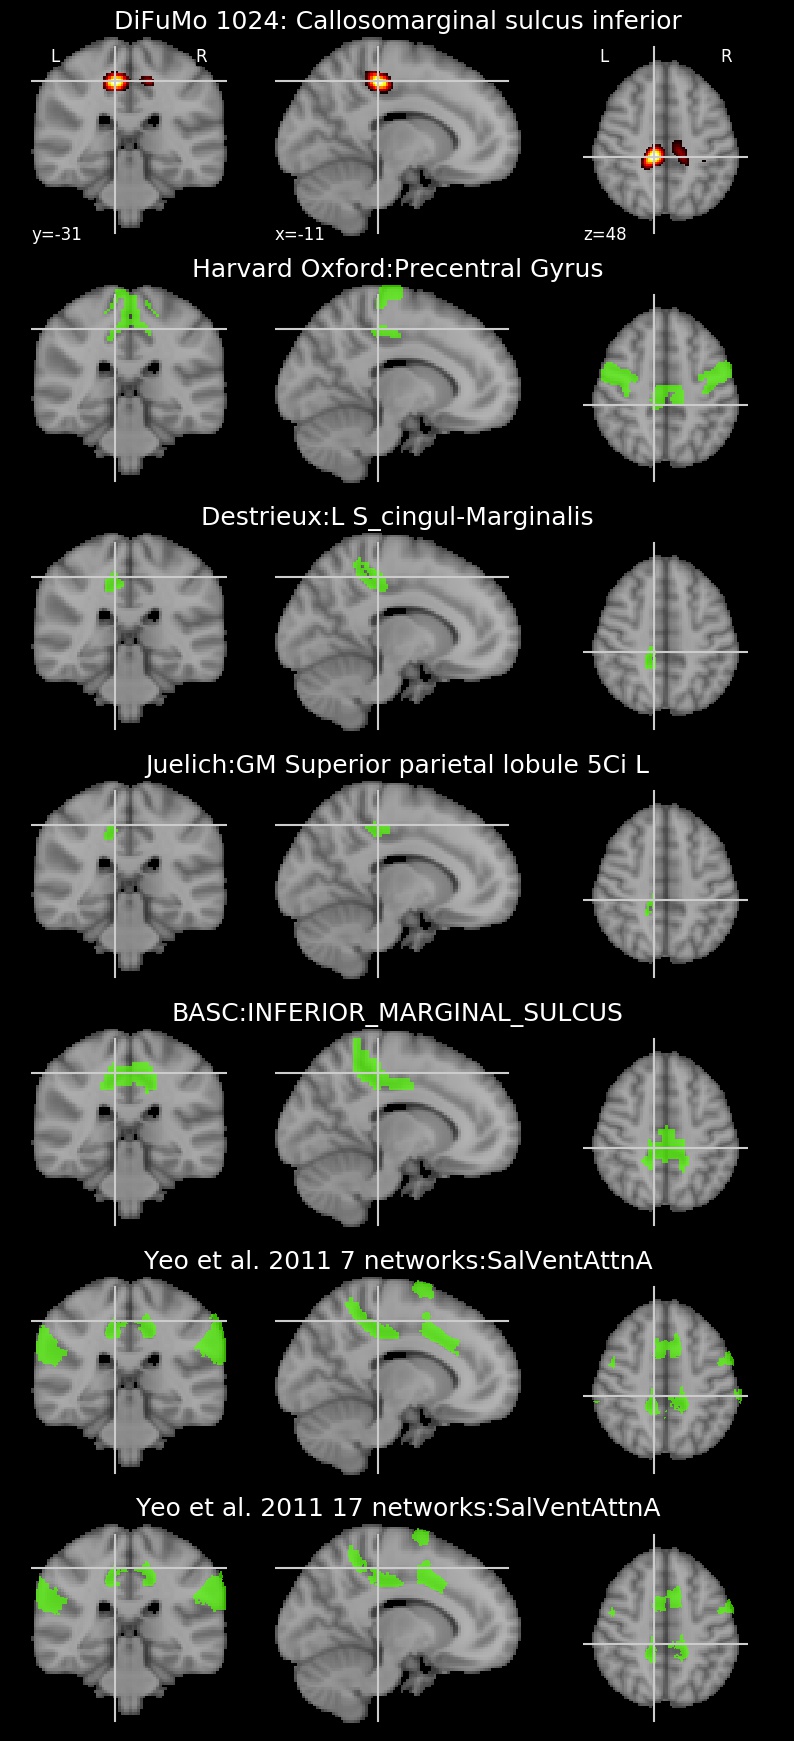 DiFuMo 1024: Callosomarginal sulcus inferior
L R L R
y=-31 x=-11 z=48
Harvard Oxford:Precentral Gyrus
Destrieux:L S_cingul-Marginalis
Juelich:GM Superior parietal lobule 5Ci L
BASC:INFERIOR_MARGINAL_SULCUS
Yeo et al. 2011 7 networks:SalVentAttnA
Yeo et al. 2011 17 networks:SalVentAttnA